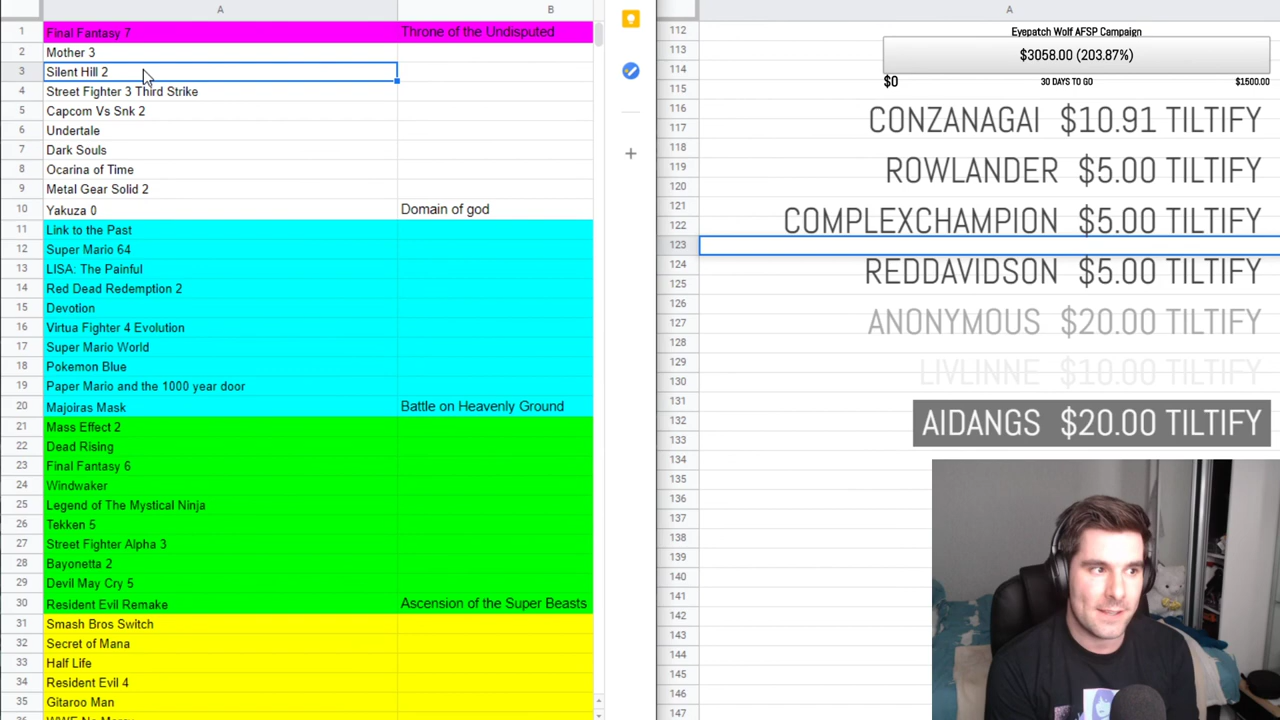 A B
1 Final Fantasy 7 Throne of the Undisputed
2 Mother 3
3 Silent Hill 2
4 Street Fighter 3 Third Strike
5 Capcom Vs Snk 2
6 Undertale
7 Dark Souls
8 Ocarina of Time
9 Metal Gear Solid 2
10 Yakuza 0 Domain of god
11 Link to the Past
12 Super Mario 64
13 LISA: The Painful
14 Red Dead Redemption 2
15 Devotion
16 Virtua Fighter 4 Evolution
17 Super Mario World
18 Pokemon Blue
19 Paper Mario and the 1000 year door
20 Majoiras Mask Battle on Heavenly Ground
21 Mass Effect 2
22 Dead Rising
23 Final Fantasy 6
24 Windwaker
25 Legend of The Mystical Ninja
26 Tekken 5
27 Street Fighter Alpha 3
28 Bayonetta 2
29 Devil May Cry 5
30 Resident Evil Remake Ascension of the Super Beasts
31 Smash Bros Switch
32 Secret of Mana
33 Half Life
34 Resident Evil 4
35 Gitaroo Man
A
112
113
114
115
116
117
118
119
120
121
122
123
124
125
126
127
128
129
130
131
132
133
134
135
136
137
138
139
140
141
142
143
144
145
146
147
Eyepatch Wolf AFSP Campaign
$3058.00 (203.87%)
$0 30 DAYS TO GO $1500.00
CONZANAGAI $10.91 TILTIFY
ROWLANDER $5.00 TILTIFY
COMPLEXCHAMPION $5.00 TILTIFY
REDDAVIDSON $5.00 TILTIFY
ANONYMOUS $20.00 TILTIFY
LIVLINNE $10.00 TILTIFY
AIDANGS $20.00 TILTIFY